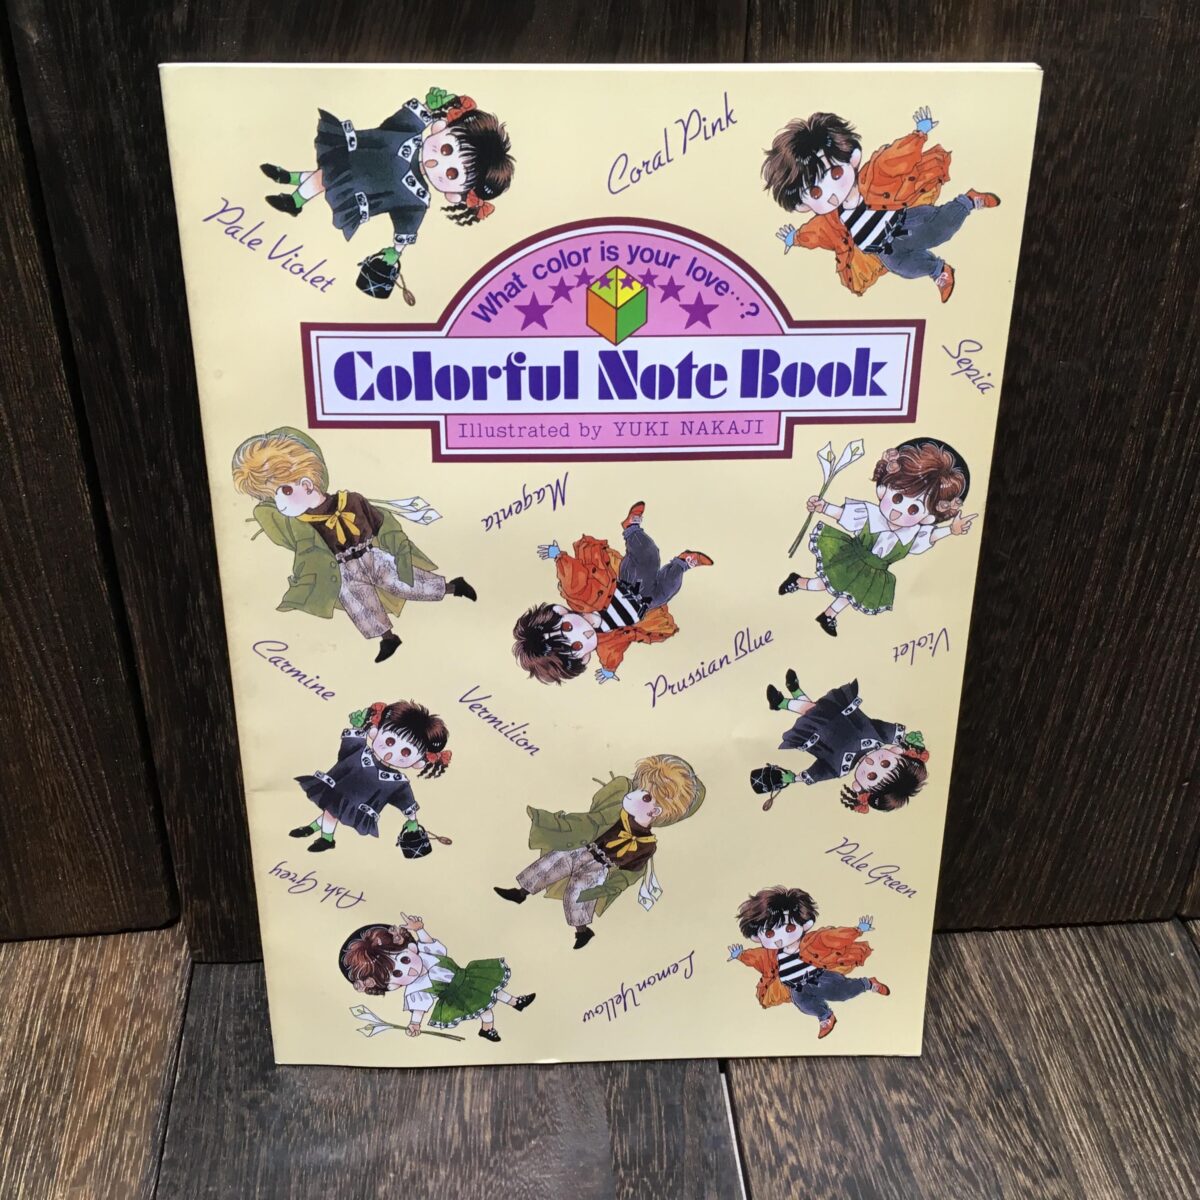 Coral Pink
Pale Violet
What color is your love…?
Colorful Note Book
Illustrated by YUKI NAKAJI
Sepia
Magenta
Violet
Prussian Blue
Carmine
Vermilion
Pale Green
Ash Grey
Lemon Yellow